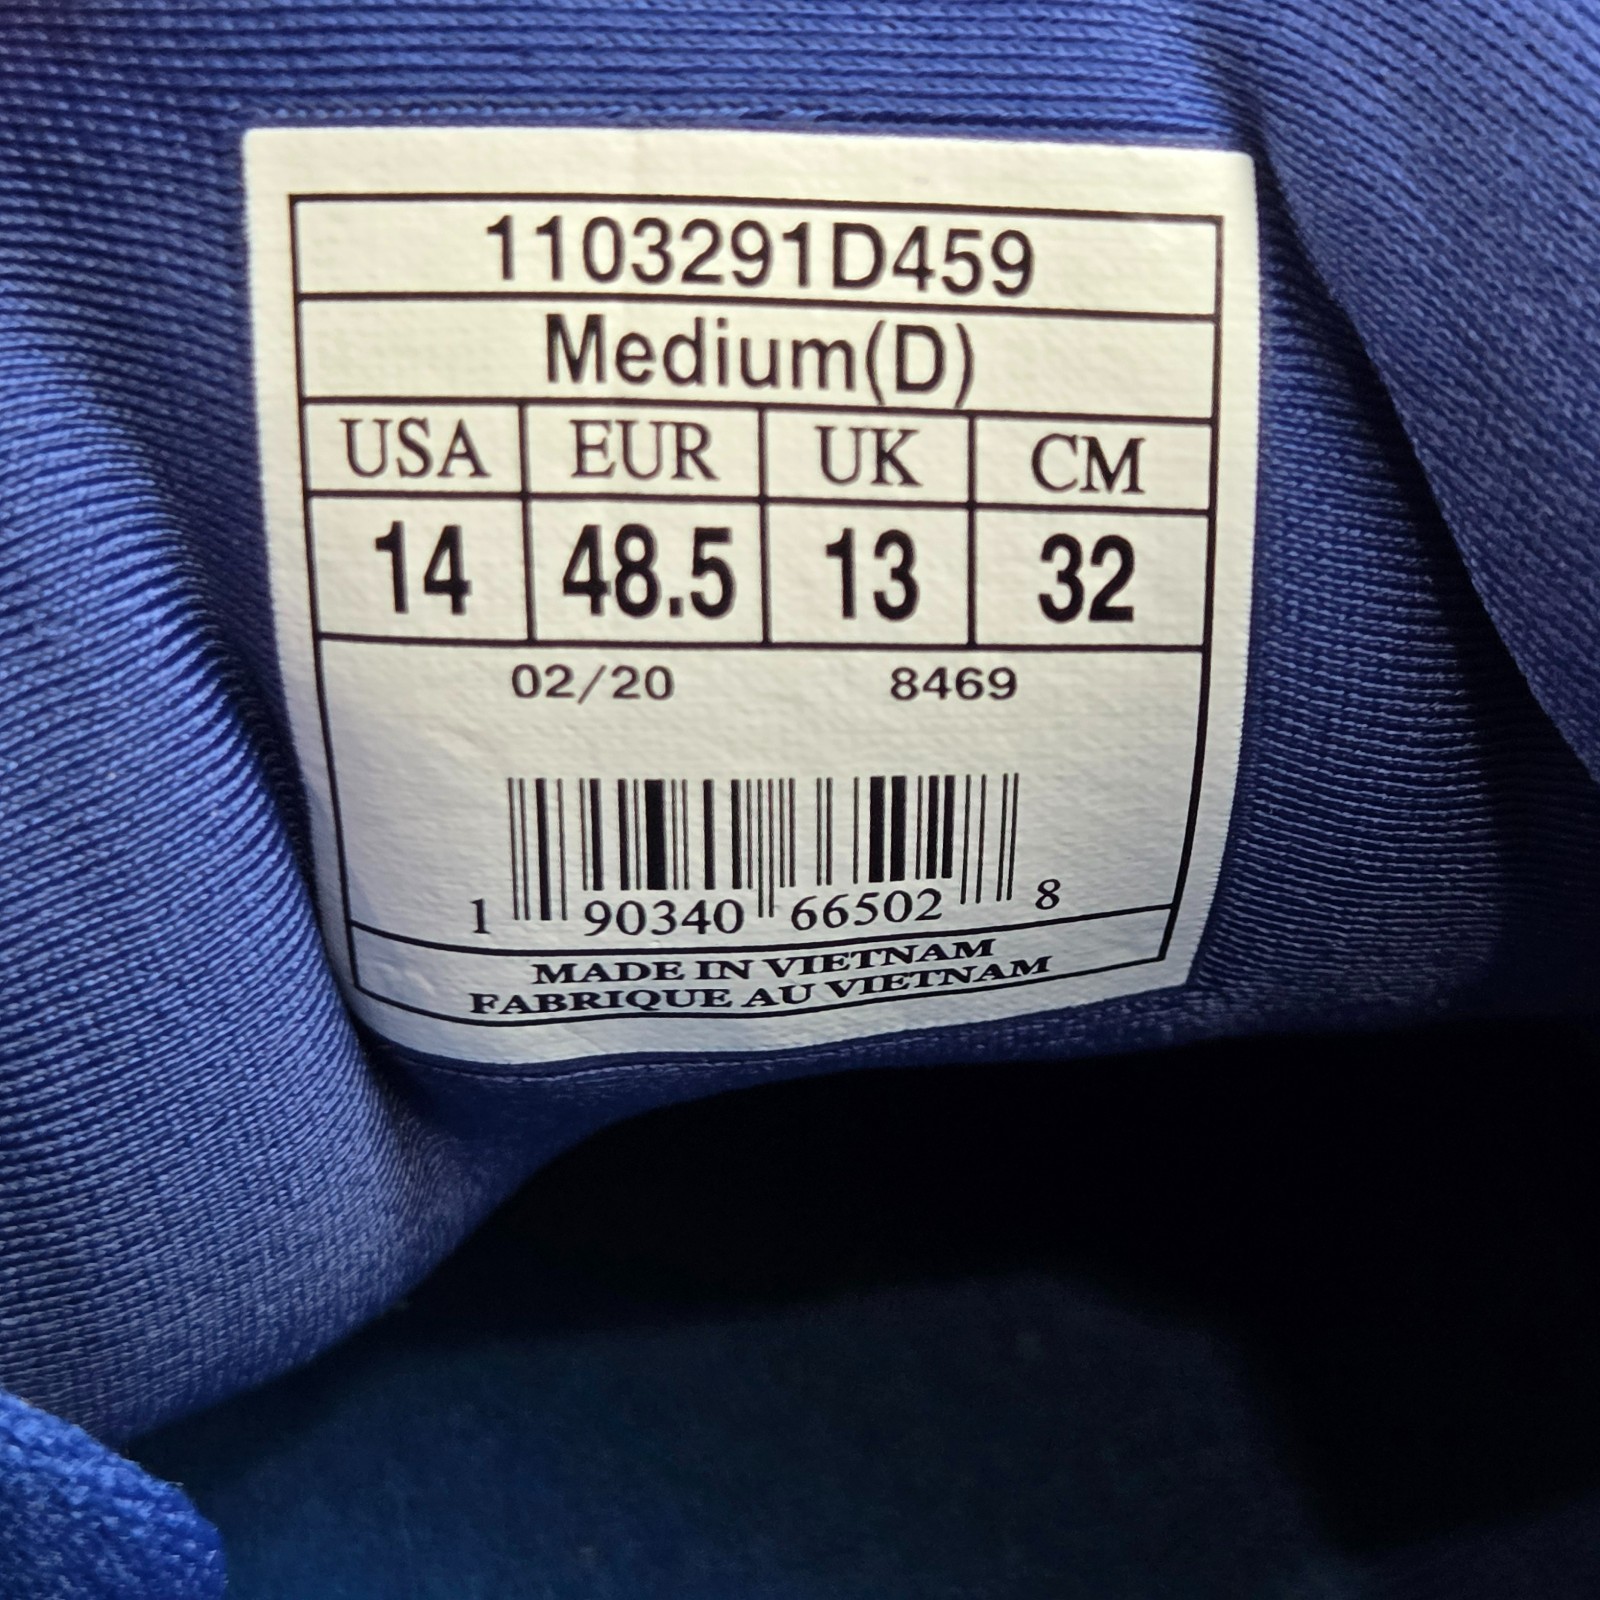 1103291D459
Medium(D)
USA EUR UK CM
14 48.5 13 32
02/20 8469
1 90340 66502 8
MADE IN VIETNAM
FABRIQUE AU VIETNAM